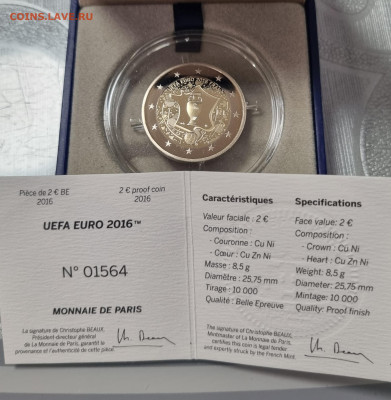 COINS.LAVE.RU
UEFA EURO 2016 FRANCE
Pièce de 2 € BE
2016
2 € proof coin
2016
UEFA EURO 2016™
N° 01564
MONNAIE DE PARIS
La signature de Christophe BEAUX,
Président-directeur général
de La Monnaie de Paris, garantit la
provenance et l'authenticité de cette pièce.
Caractéristiques
Valeur faciale : 2 €
Composition :
- Couronne : Cu Ni
- Cœur : Cu Zn Ni
Masse : 8,5 g
Diamètre : 25,75 mm
Tirage : 10 000
Qualité : Belle Epreuve
Specifications
Face value: 2 €
Composition :
- Crown : Cu Ni
- Heart : Cu Zn Ni
Weight: 8,5 g
Diameter: 25,75 mm
Mintage: 10 000
Quality: Proof finish
The signature of Christophe BEAUX,
Minitmaster of La Monnaie de Paris,
certifies this coin is legal tender
and expertly struck by the French Mint.